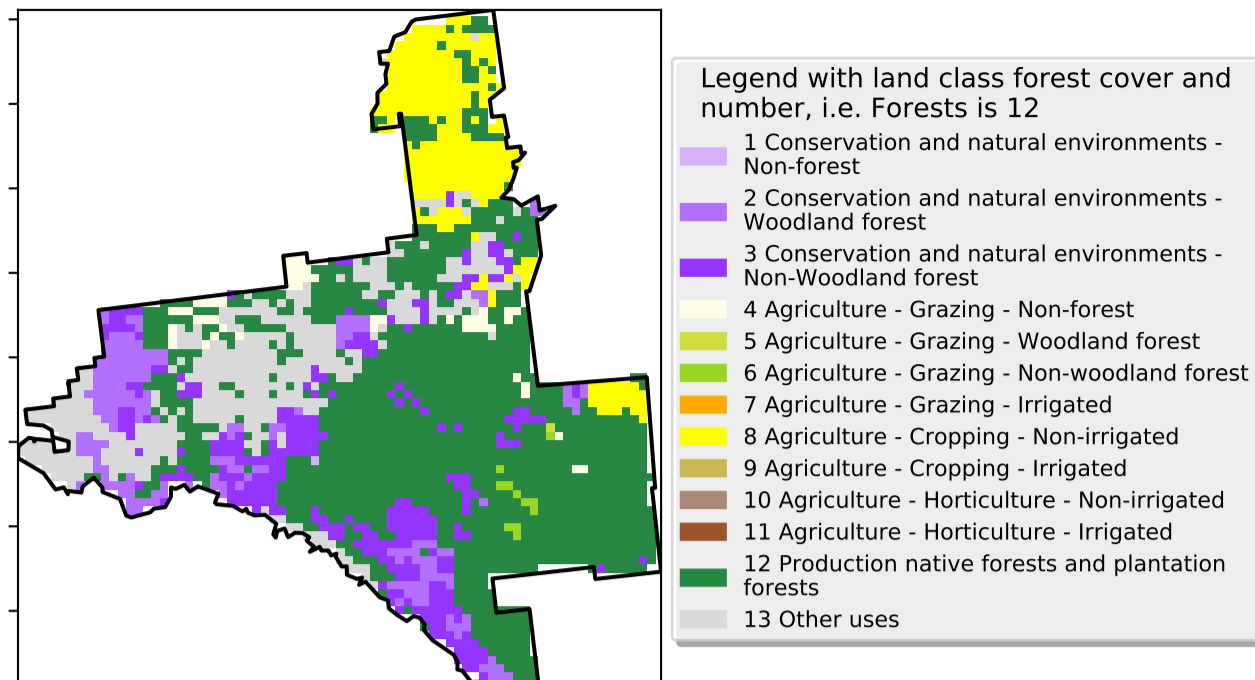 Legend with land class forest cover and
number, i.e. Forests is 12
1 Conservation and natural environments -
Non-forest
2 Conservation and natural environments -
Woodland forest
3 Conservation and natural environments -
Non-Woodland forest
4 Agriculture - Grazing - Non-forest
5 Agriculture - Grazing - Woodland forest
6 Agriculture - Grazing - Non-woodland forest
7 Agriculture - Grazing - Irrigated
8 Agriculture - Cropping - Non-irrigated
9 Agriculture - Cropping - Irrigated
10 Agriculture - Horticulture - Non-irrigated
11 Agriculture - Horticulture - Irrigated
12 Production native forests and plantation
forests
13 Other uses